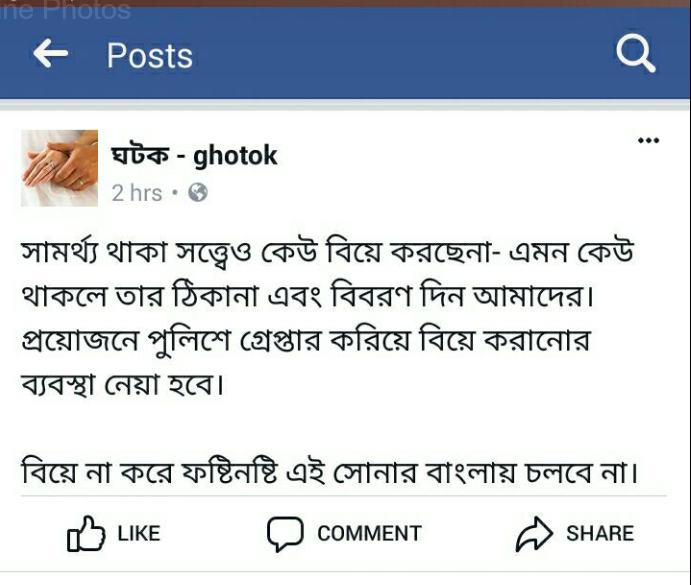 ine Photos
Posts
ঘটক - ghotok
2 hrs •
সামর্থ্য থাকা সত্ত্বেও কেউ বিয়ে করছেনা- এমন কেউ
থাকলে তার ঠিকানা এবং বিবরণ দিন আমাদের।
প্রয়োজনে পুলিশে গ্রেপ্তার করিয়ে বিয়ে করানোর
ব্যবস্থা নেয়া হবে।
বিয়ে না করে ফষ্টিনষ্টি এই সোনার বাংলায় চলবে না।
LIKE COMMENT SHARE